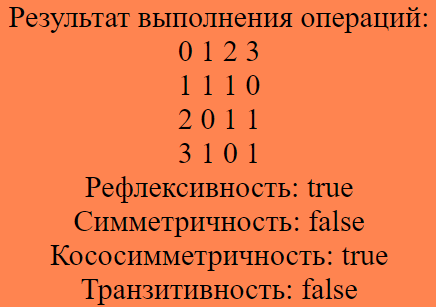 Результат выполнения операций:
0 1 2 3
1 1 1 0
2 0 1 1
3 1 0 1
Рефлексивность: true
Симметричность: false
Кососимметричность: true
Транзитивность: false